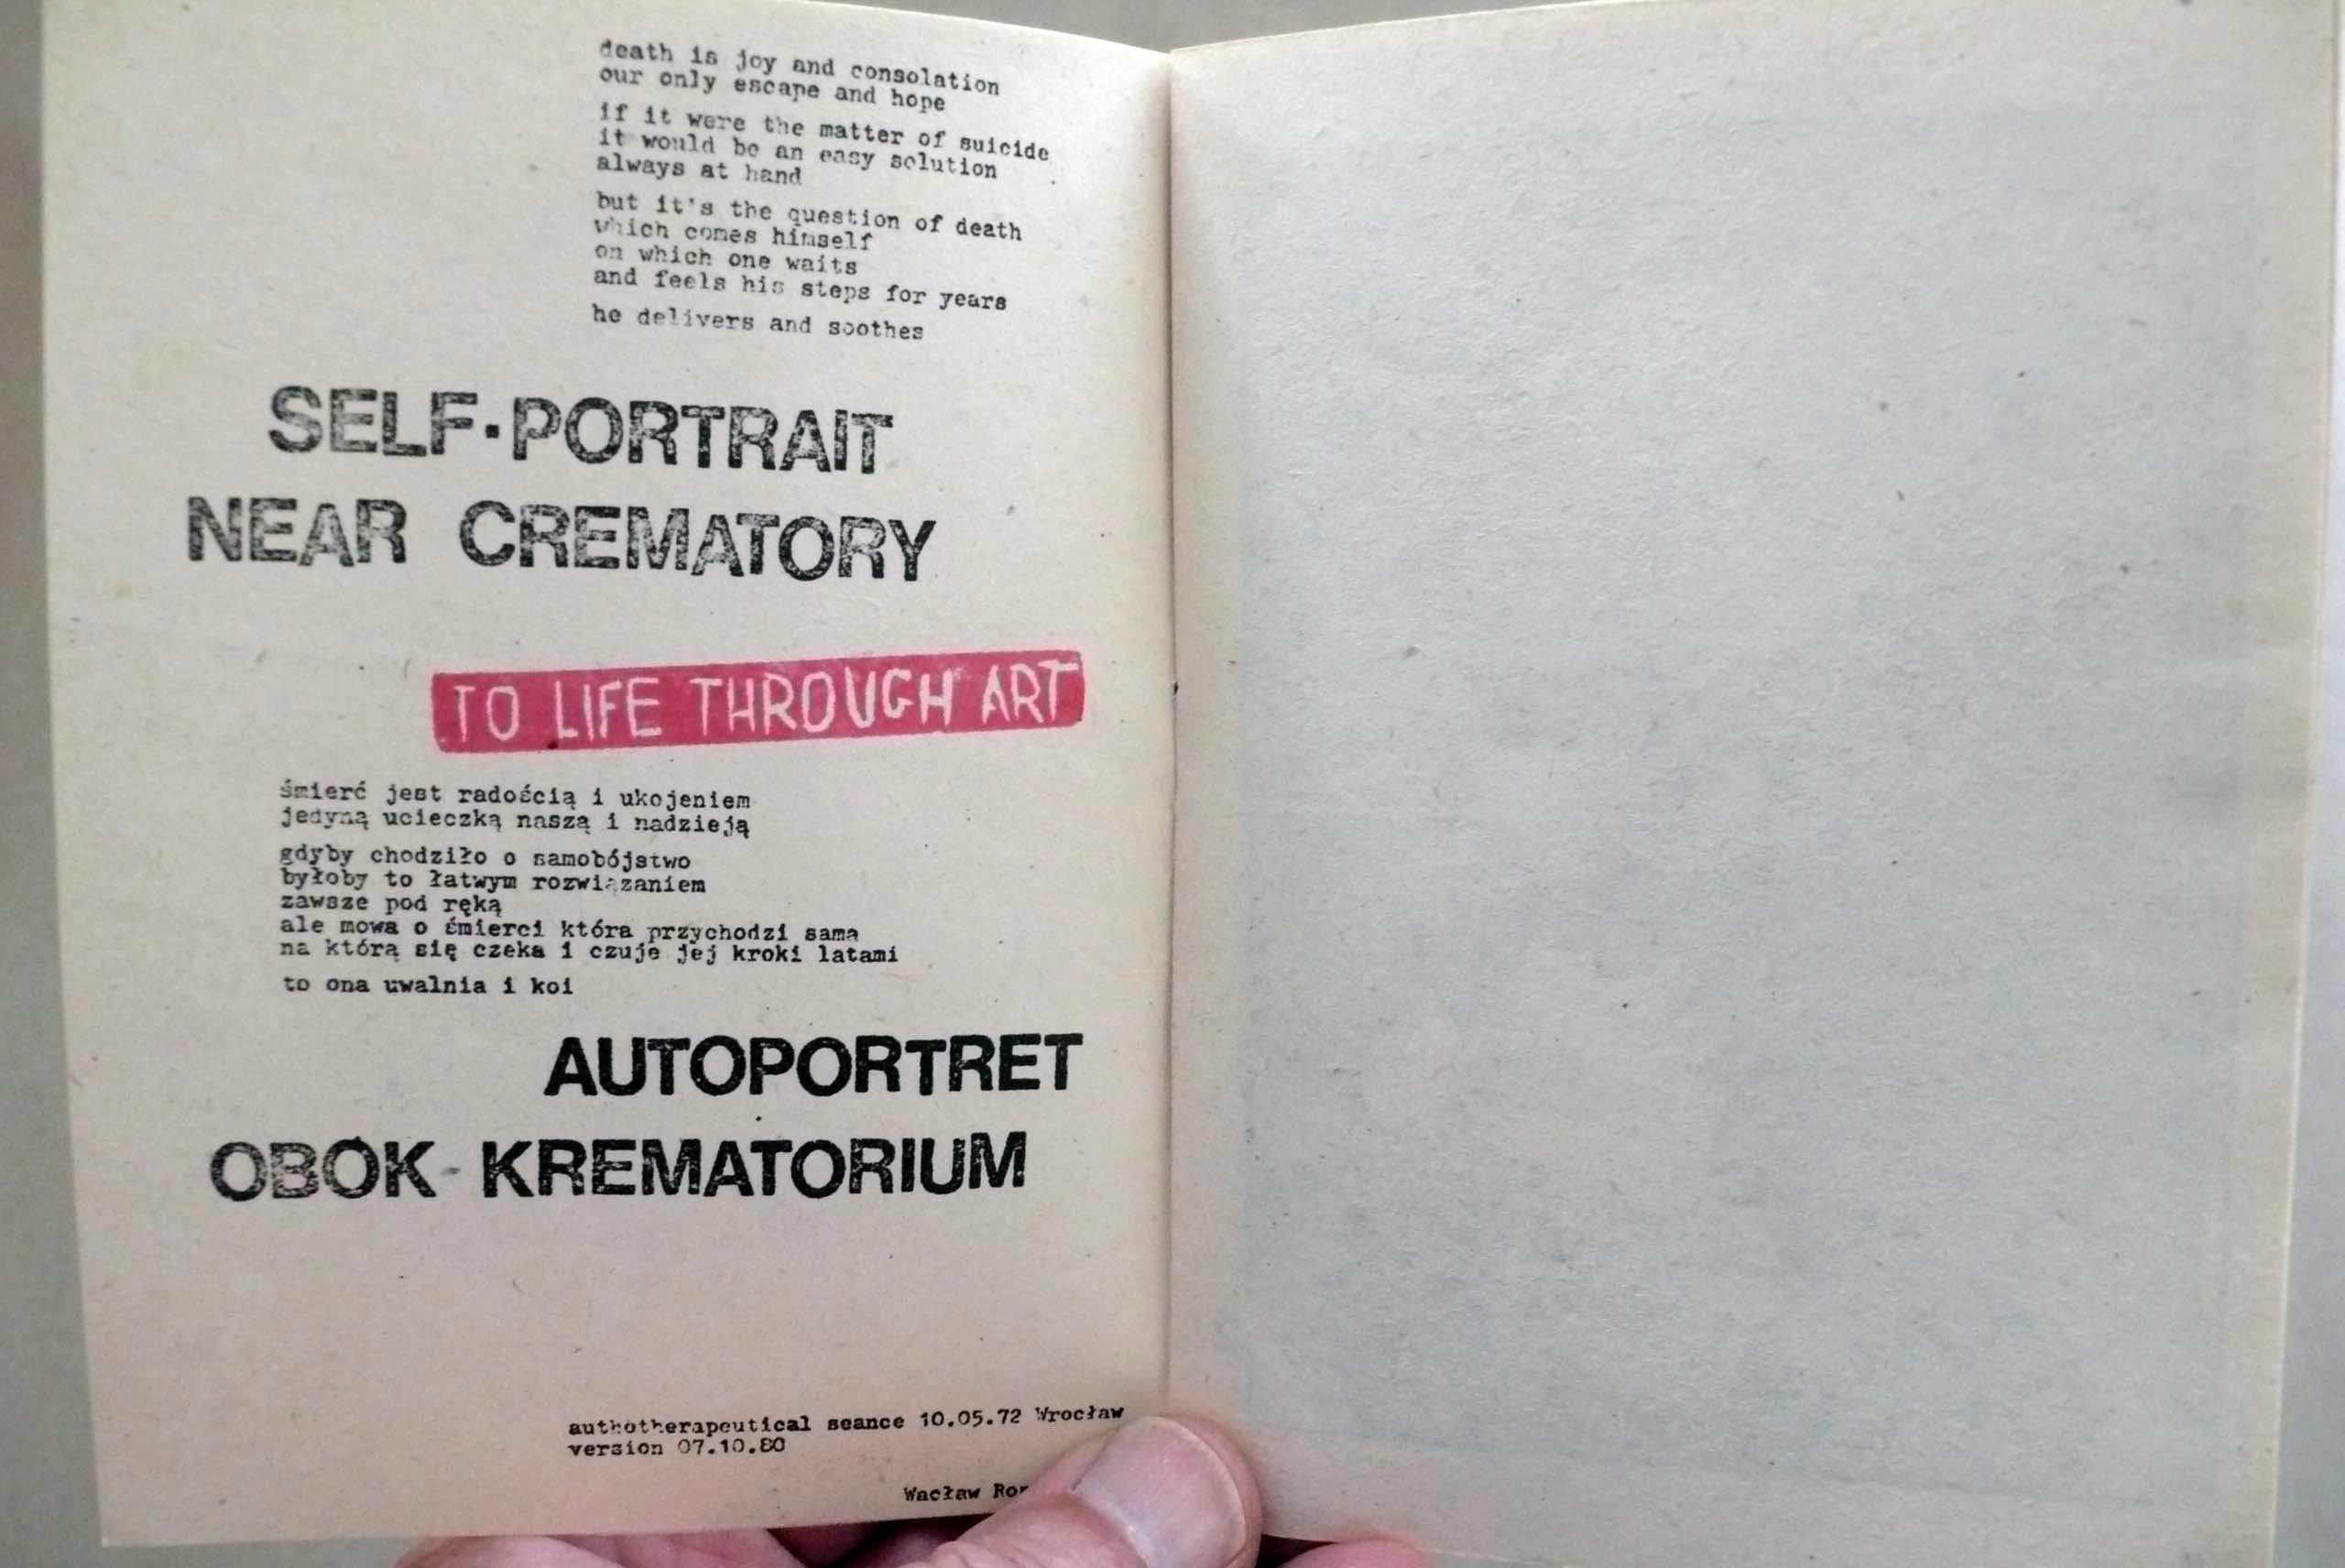 death is joy and consolation
our only escape and hope
if it were the matter of suicide
it would be an easy solution
always at hand
but it's the question of death
which comes himself
on which one waits
and feels his steps for years
he delivers and soothes
SELF-PORTRAIT
NEAR CREMATORY
TO LIFE THROUGH ART
śmierć jest radością i ukojeniem
jedyną ucieczką naszą i nadzieją
gdyby chodziło o samobójstwo
byłoby to łatwym rozwiązaniem
zawsze pod ręką
ale mowa o śmierci która przychodzi sama
na którą się czeka i czuje jej kroki latami
to ona uwalnia i koi
AUTOPORTRET
OBOK KREMATORIUM
authotherapeutical seance 10.05.72 Wrocław
version 07.10.80
Wacław